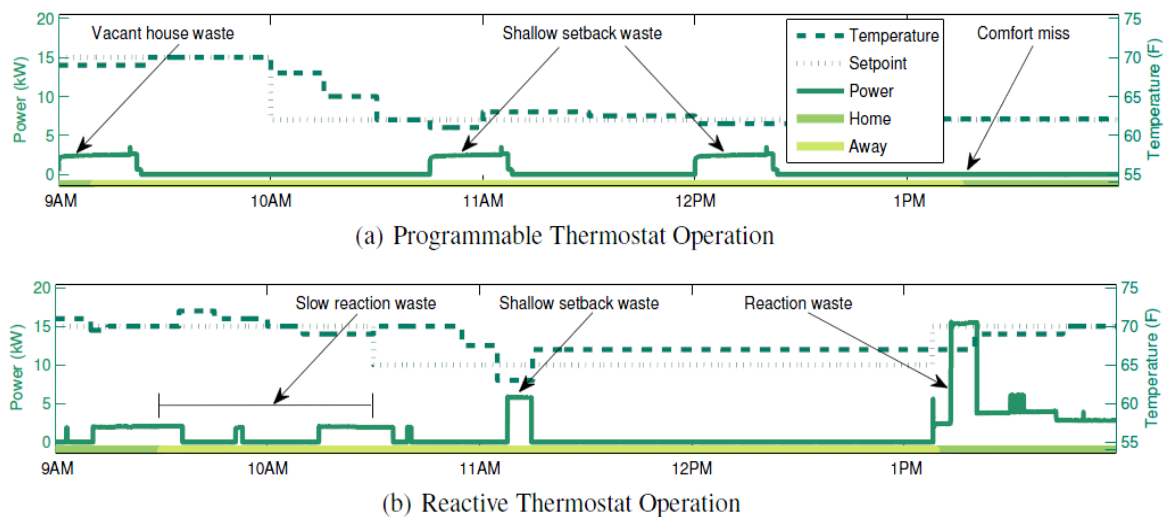 20
15
10
5
0
Power (kW)
Vacant house waste
Shallow setback waste
Comfort miss
Temperature
Setpoint
Power
Home
Away
75
70
65
60
55
Temperature (F)
9AM 10AM 11AM 12PM 1PM
(a) Programmable Thermostat Operation
20
15
10
5
0
Power (kW)
Slow reaction waste
Shallow setback waste
Reaction waste
75
70
65
60
55
Temperature (F)
9AM 10AM 11AM 12PM 1PM
(b) Reactive Thermostat Operation